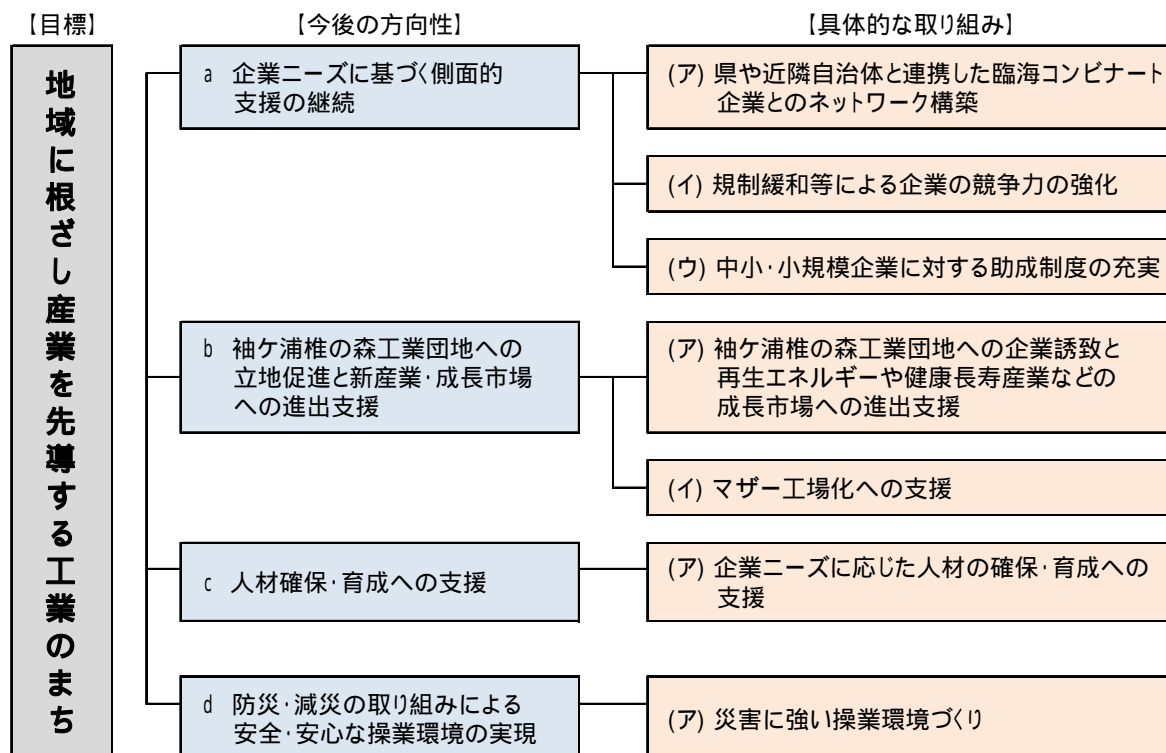 【目標】
【今後の方向性】
【具体的な取り組み】
地域に根ざし産業を先導する工業のまち
a 企業ニーズに基づく側面的
支援の継続
(ア) 県や近隣自治体と連携した臨海コンビナート
企業とのネットワーク構築
(イ) 規制緩和等による企業の競争力の強化
(ウ) 中小・小規模企業に対する助成制度の充実
b 袖ケ浦椎の森工業団地への
立地促進と新産業・成長市場
への進出支援
(ア) 袖ケ浦椎の森工業団地への企業誘致と
再生エネルギーや健康長寿産業などの
成長市場への進出支援
(イ) マザー工場化への支援
c 人材確保・育成への支援
(ア) 企業ニーズに応じた人材の確保・育成への
支援
d 防災・減災の取り組みによる
安全・安心な操業環境の実現
(ア) 災害に強い操業環境づくり